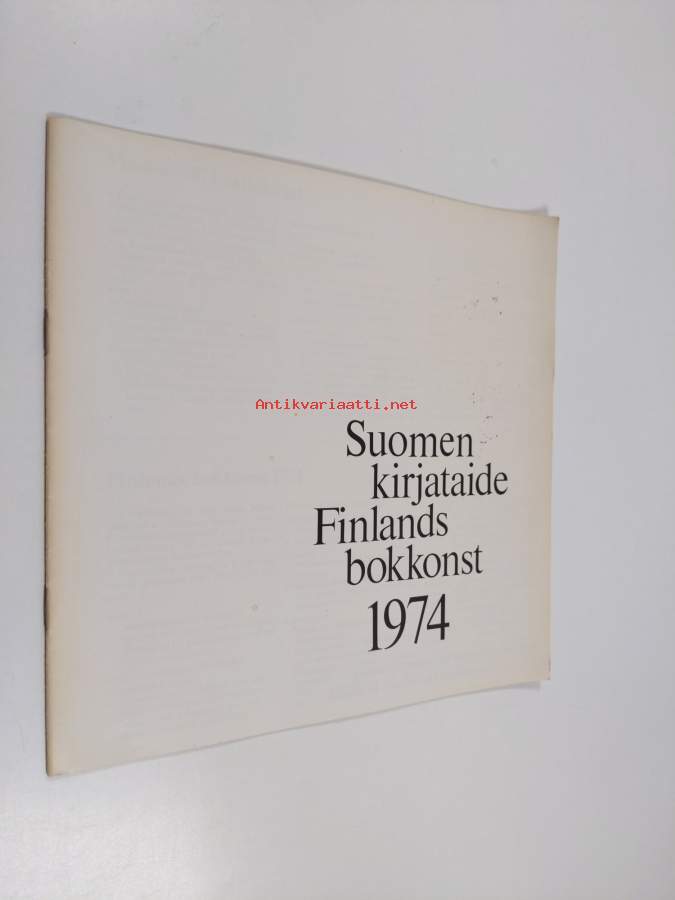 Antikvariaatti.net
Suomen
kirjataide
Finlands
bokkonst
1974